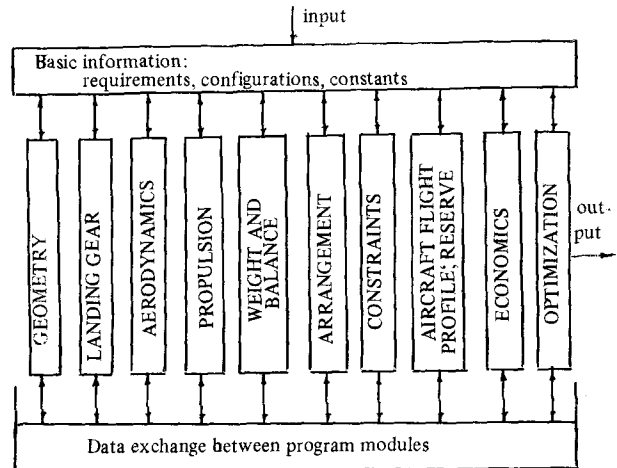 input
Basic information:
requirements, configurations, constants
GEOMETRY
LANDING GEAR
AERODYNAMICS
PROPULSION
WEIGHT AND
BALANCE
ARRANGEMENT
CONSTRAINTS
AIRCRAFT FLIGHT
PROFILE; RESERVE
ECONOMICS
OPTIMIZATION
out-
put
Data exchange between program modules